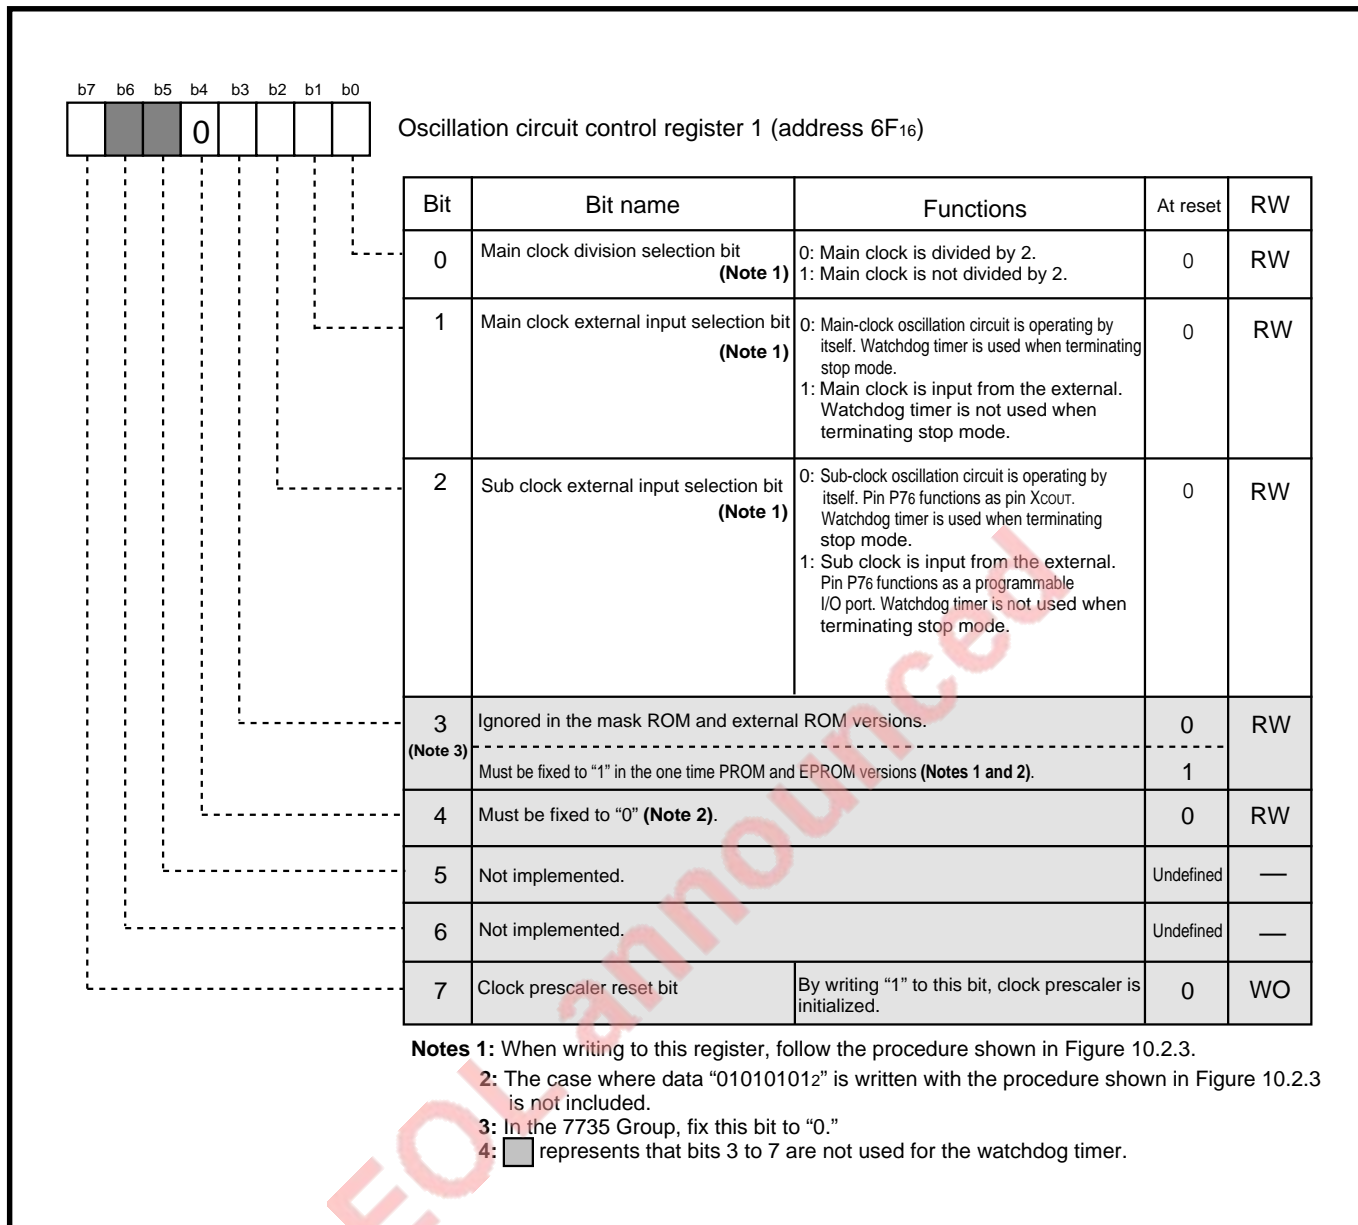 b7 b6 b5 b4 b3 b2 b1 b0
0
Oscillation circuit control register 1 (address 6F16)
Bit Bit name Functions At reset RW
0 Main clock division selection bit (Note 1) 0: Main clock is divided by 2. 0 RW
1: Main clock is not divided by 2.
1 Main clock external input selection bit (Note 1) 0: Main-clock oscillation circuit is operating by 0 RW
itself. Watchdog timer is used when terminating
stop mode.
1: Main clock is input from the external.
Watchdog timer is not used when
terminating stop mode.
2 Sub clock external input selection bit (Note 1) 0: Sub-clock oscillation circuit is operating by 0 RW
itself. Pin P76 functions as pin XCOUT.
Watchdog timer is used when terminating
stop mode.
1: Sub clock is input from the external.
Pin P76 functions as a programmable
I/O port. Watchdog timer is not used when
terminating stop mode.
3 (Note 3) Ignored in the mask ROM and external ROM versions. 0 RW
Must be fixed to “1” in the one time PROM and EPROM versions (Notes 1 and 2). 1
4 Must be fixed to “0” (Note 2). 0 RW
5 Not implemented. Undefined —
6 Not implemented. Undefined —
7 Clock prescaler reset bit By writing “1” to this bit, clock prescaler is 0 WO
initialized.
Notes 1: When writing to this register, follow the procedure shown in Figure 10.2.3.
2: The case where data “010101012” is written with the procedure shown in Figure 10.2.3
is not included.
3: In the 7735 Group, fix this bit to “0.”
4: represents that bits 3 to 7 are not used for the watchdog timer.
EOL announced